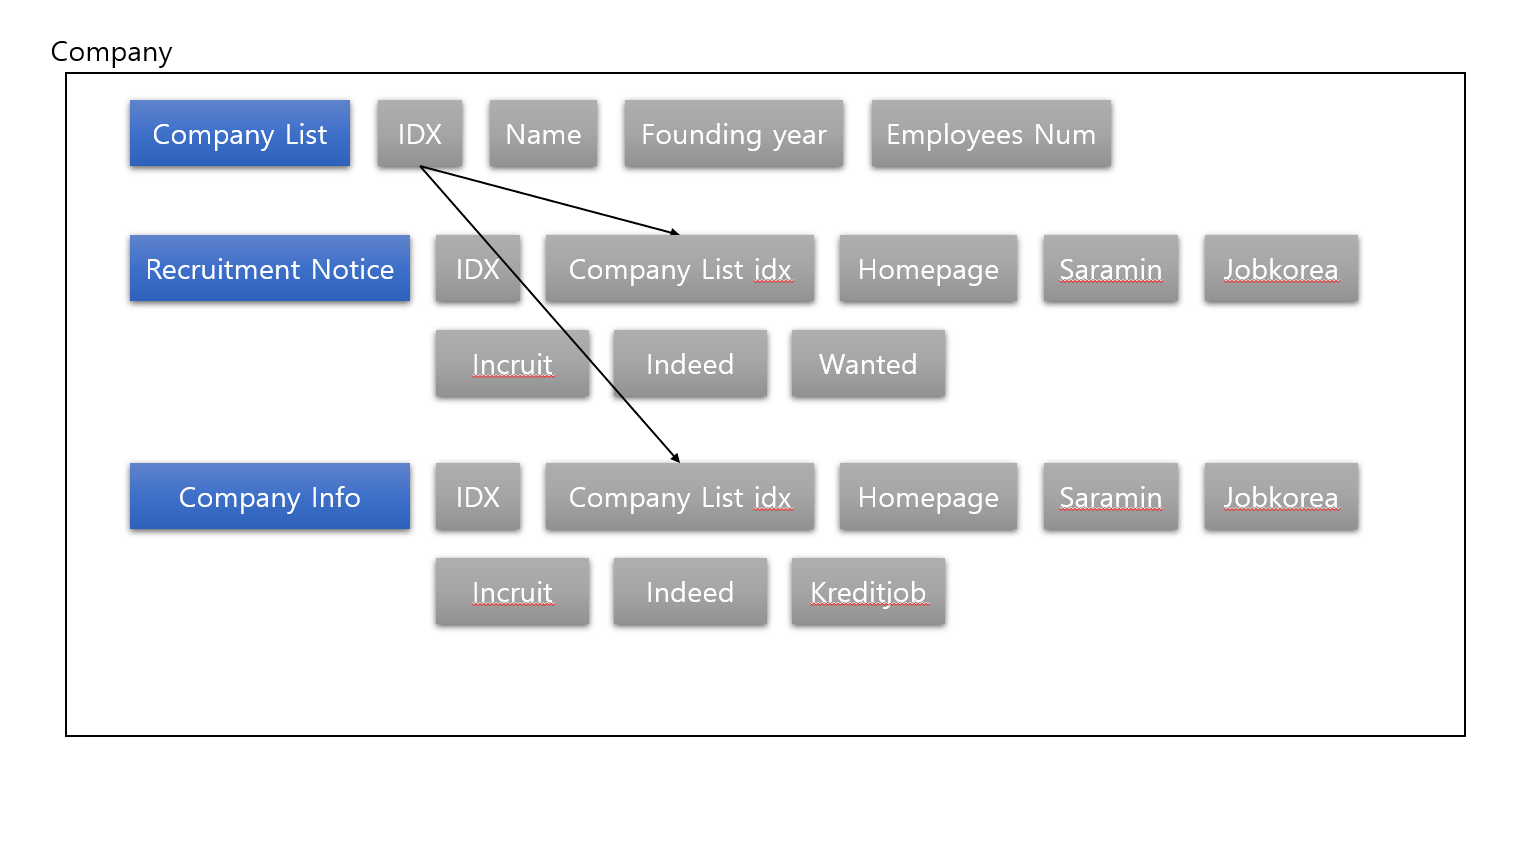 Company
Company List IDX Name Founding year Employees Num
Recruitment Notice IDX Company List idx Homepage Saramin Jobkorea
Incruit Indeed Wanted
Company Info IDX Company List idx Homepage Saramin Jobkorea
Incruit Indeed Kreditjob